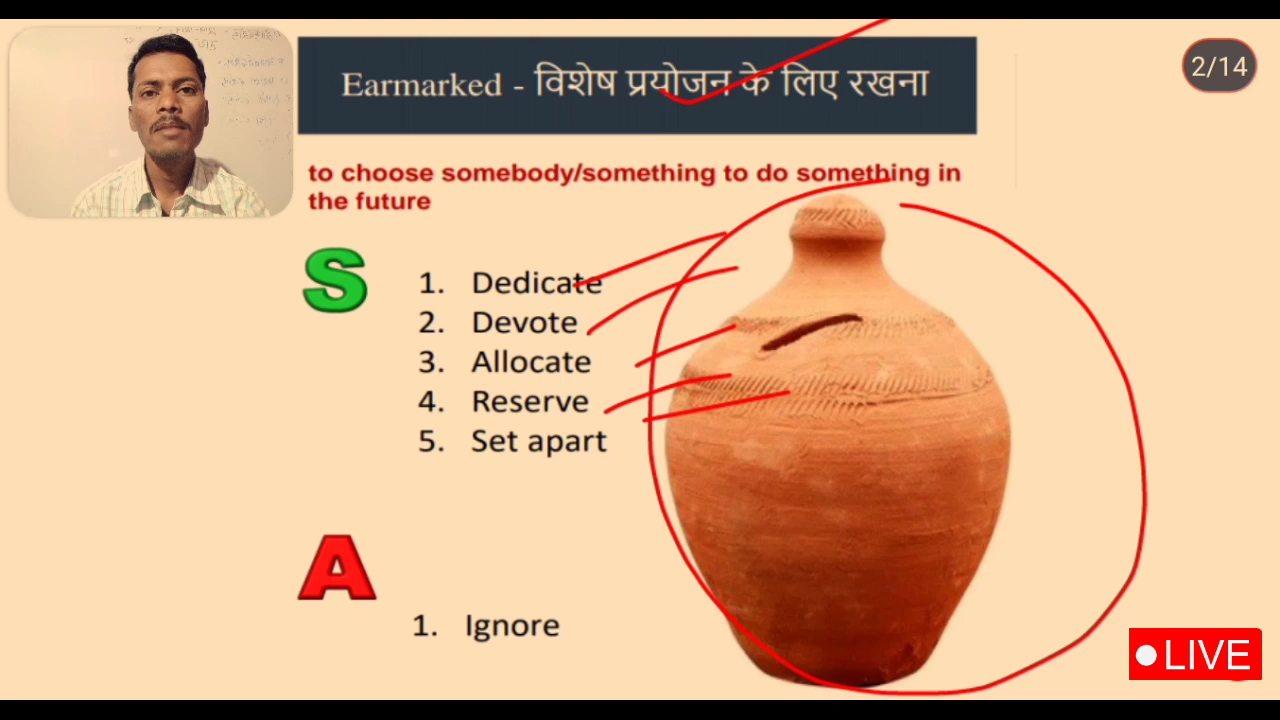 Earmarked - विशेष प्रयोजन के लिए रखना
2/14
to choose somebody/something to do something in
the future
S
1. Dedicate
2. Devote
3. Allocate
4. Reserve
5. Set apart
A
1. Ignore
LIVE